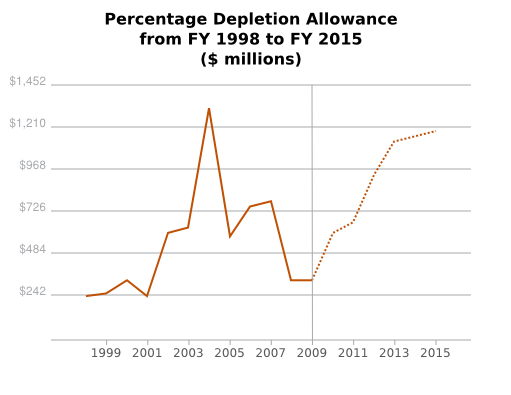 Percentage Depletion Allowance
from FY 1998 to FY 2015
($ millions)
$1,452
$1,210
$968
$726
$484
$242
1999 2001 2003 2005 2007 2009 2011 2013 2015